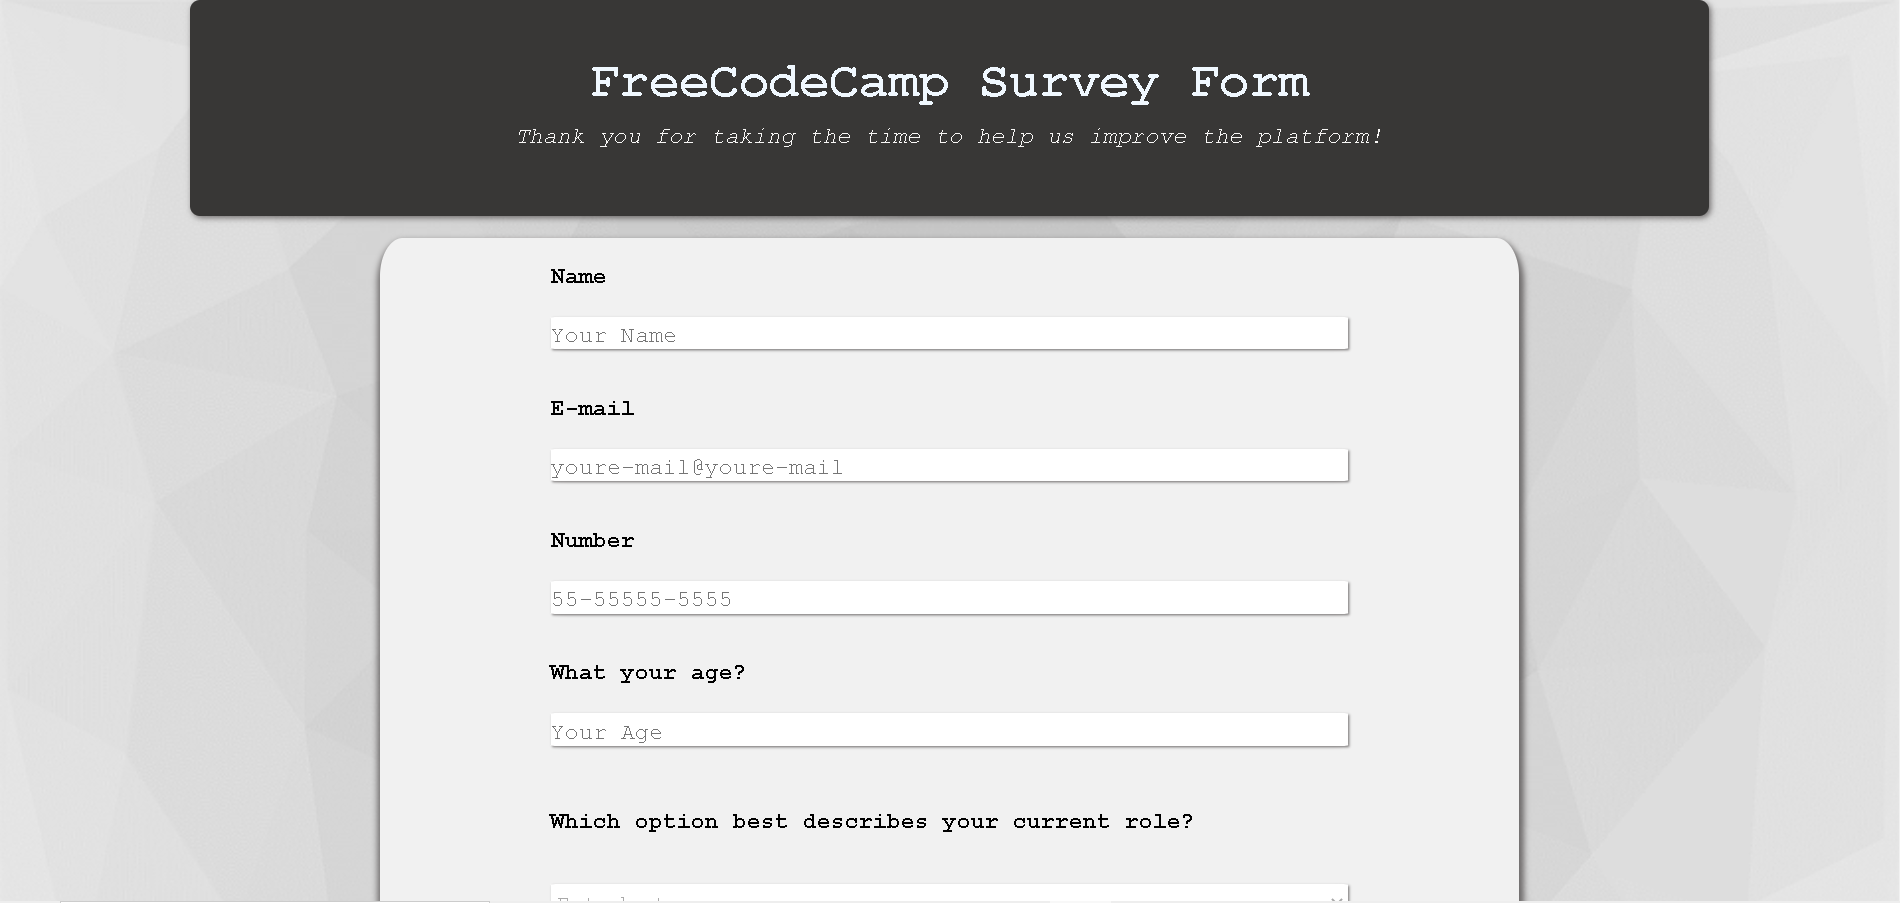 FreeCodeCamp Survey Form
Thank you for taking the time to help us improve the platform!
Name
Your Name
E-mail
youre-mail@youre-mail
Number
55-55555-5555
What your age?
Your Age
Which option best describes your current role?